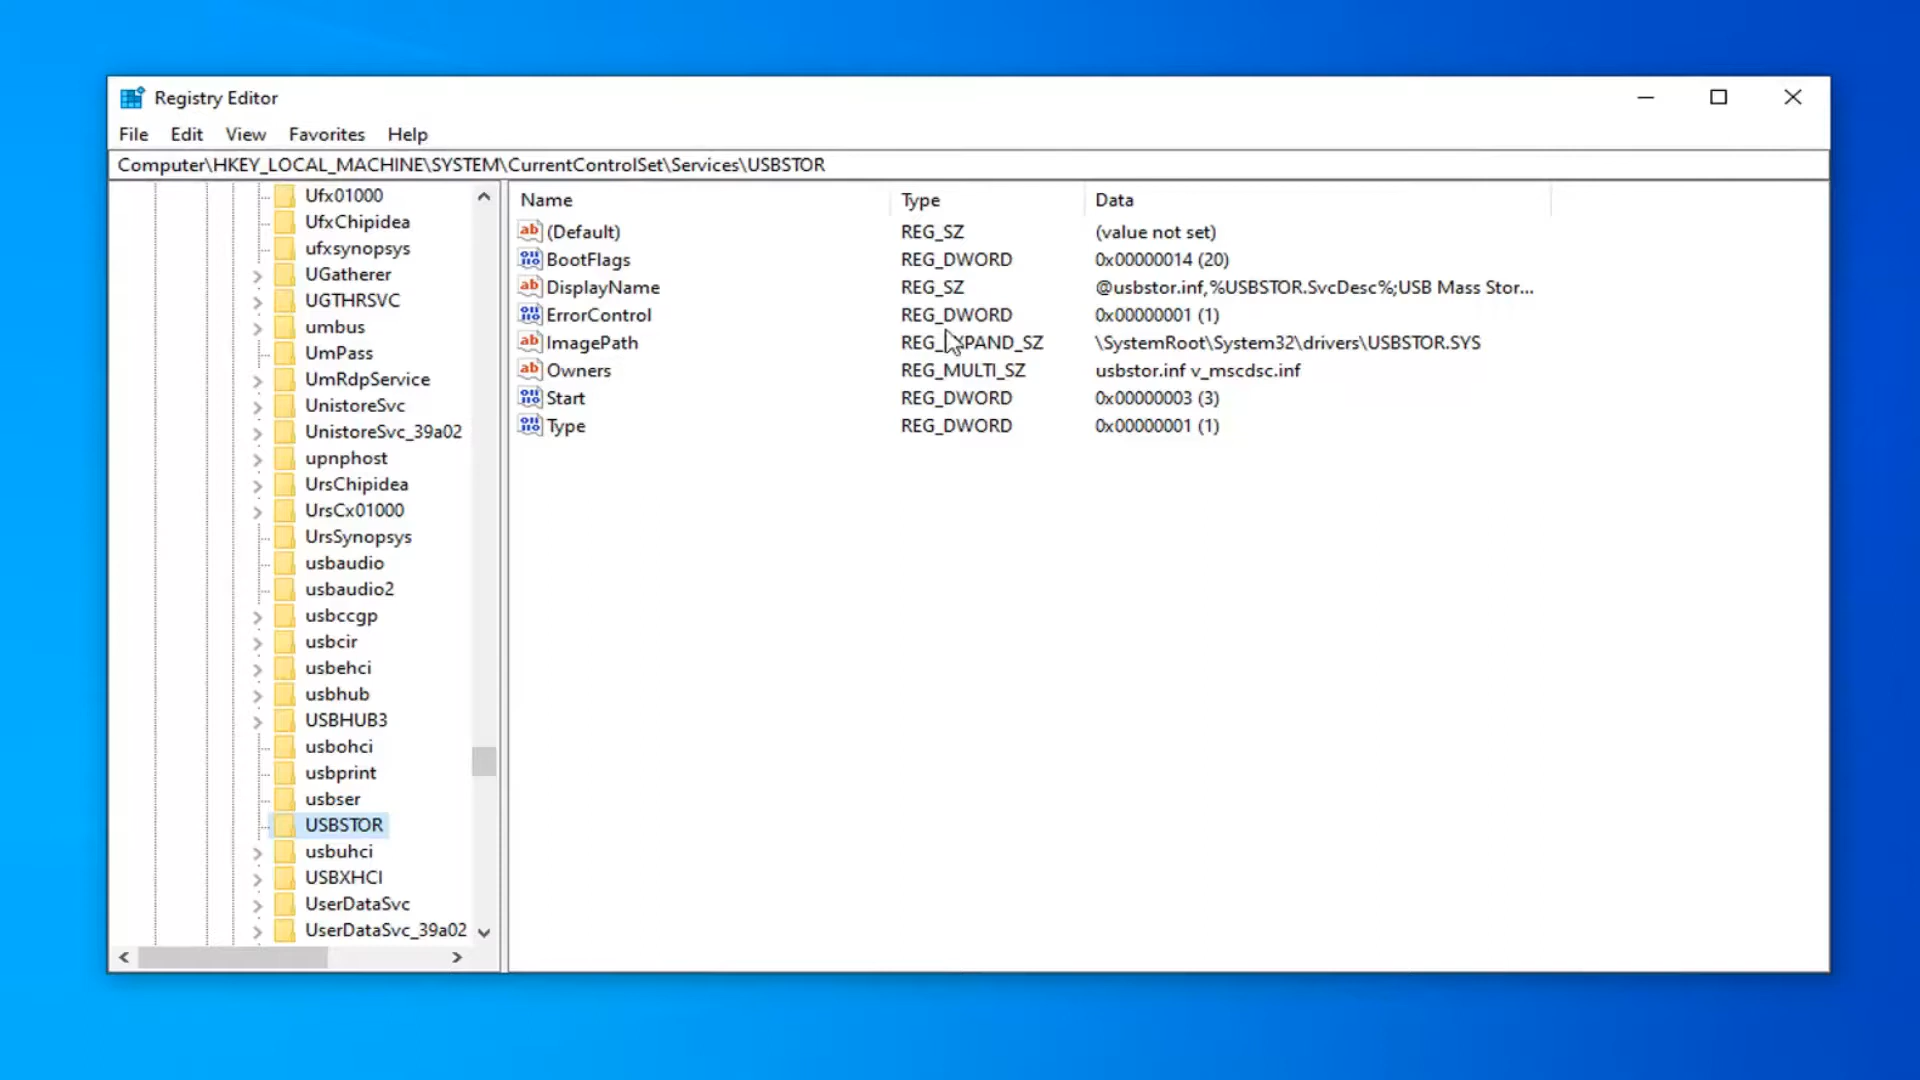 Registry Editor
File Edit View Favorites Help
Computer\HKEY_LOCAL_MACHINE\SYSTEM\CurrentControlSet\Services\USBSTOR
Ufx01000
UfxChipidea
ufxsynopsys
UGatherer
UGTHRSVC
umbus
UmPass
UmRdpService
UnistoreSvc
UnistoreSvc_39a02
upnphost
UrsChipidea
UrsCx01000
UrsSynopsys
usbaudio
usbaudio2
usbccgp
usbcir
usbehci
usbhub
USBHUB3
usbohci
usbprint
usbser
USBSTOR
usbuhci
USBXHCI
UserDataSvc
UserDataSvc_39a02
Name Type Data
(Default) REG_SZ (value not set)
BootFlags REG_DWORD 0x00000014 (20)
DisplayName REG_SZ @usbstor.inf,%USBSTOR.SvcDesc%;USB Mass Stor...
ErrorControl REG_DWORD 0x00000001 (1)
ImagePath REG_EXPAND_SZ \SystemRoot\System32\drivers\USBSTOR.SYS
Owners REG_MULTI_SZ usbstor.inf v_mscdsc.inf
Start REG_DWORD 0x00000003 (3)
Type REG_DWORD 0x00000001 (1)